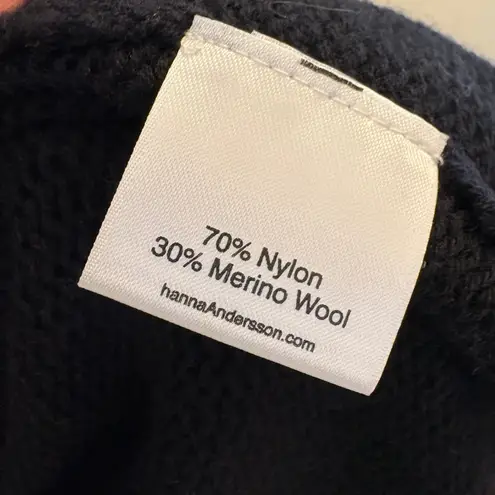 70% Nylon
30% Merino Wool
hannaAndersson.com